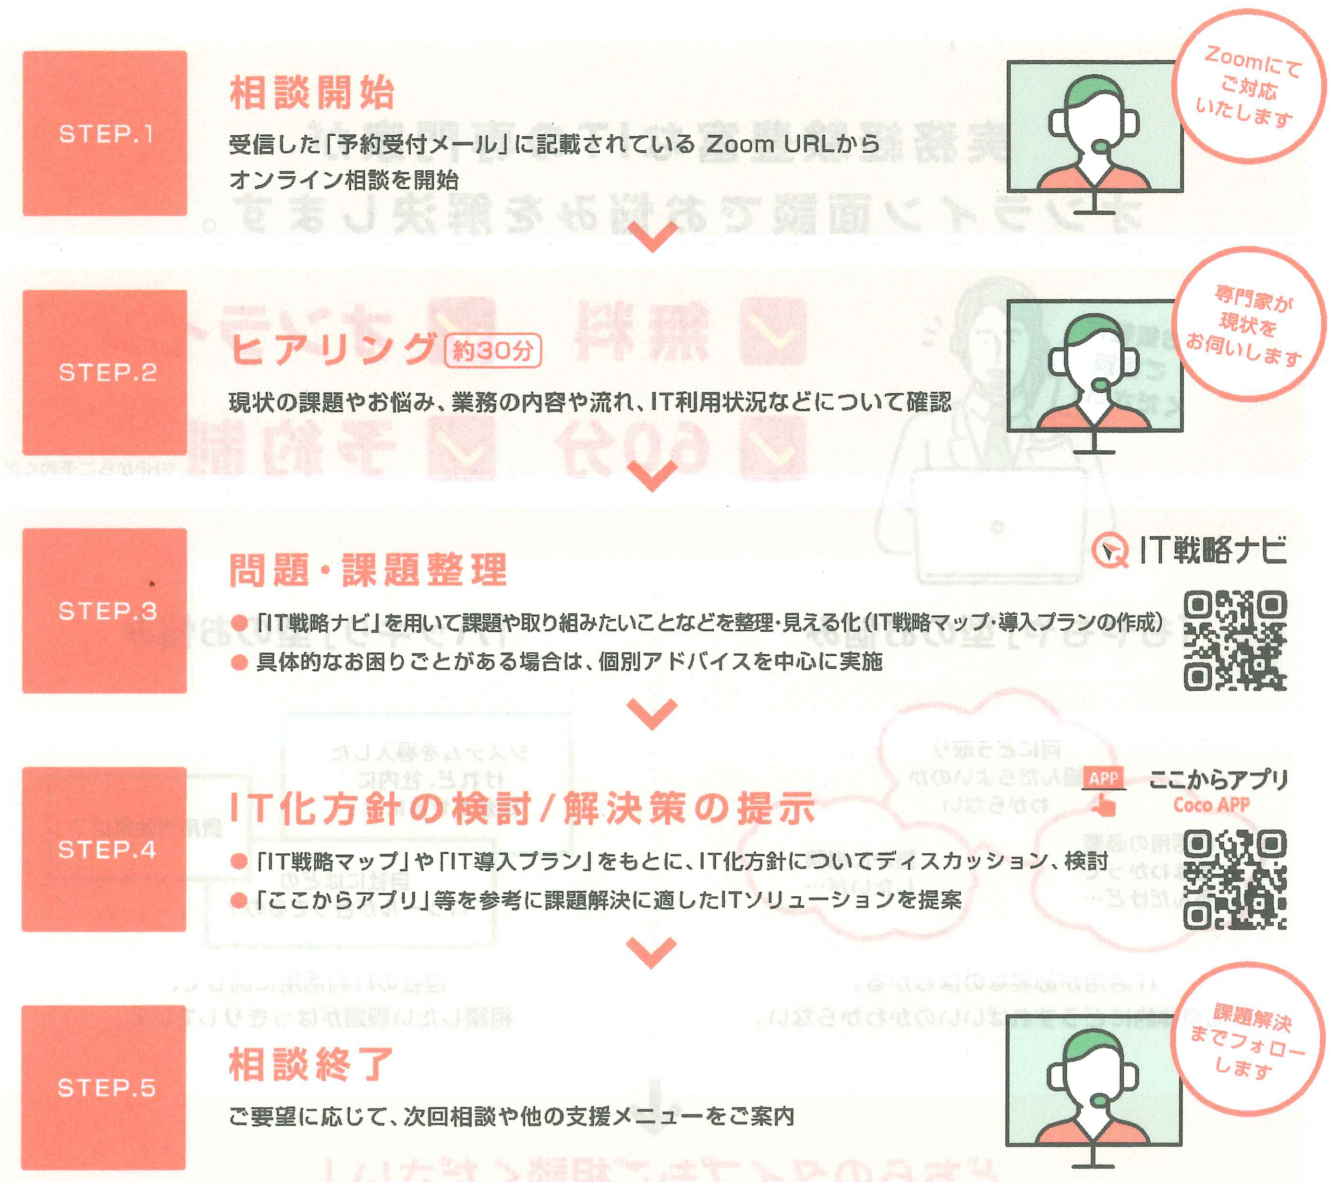 Zoomにて
ご対応
いたします
STEP.1
相談開始
受信した「予約受付メール」に記載されている Zoom URLから
オンライン相談を開始
専門家が
現状を
お伺いします
STEP.2
ヒアリング 約30分
現状の課題やお悩み、業務の内容や流れ、IT利用状況などについて確認
STEP.3
問題・課題整理
IT戦略ナビ
●「IT戦略ナビ」を用いて課題や取り組みたいことなどを整理・見える化(IT戦略マップ・導入プランの作成)
● 具体的なお困りごとがある場合は、個別アドバイスを中心に実施
STEP.4
IT化方針の検討/解決策の提示
APP ここからアプリ
Coco APP
●「IT戦略マップ」や「IT導入プラン」をもとに、IT化方針についてディスカッション、検討
●「ここからアプリ」等を参考に課題解決に適したITソリューションを提案
課題解決
までフォロー
します
STEP.5
相談終了
ご要望に応じて、次回相談や他の支援メニューをご案内